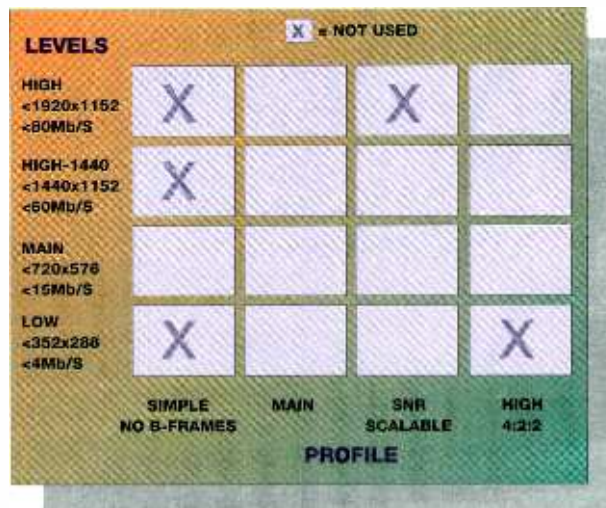 X = NOT USED
LEVELS
HIGH
<1920x1152
<80Mb/S
X
X
HIGH-1440
<1440x1152
<60Mb/S
X
MAIN
<720x576
<15Mb/S
LOW
<352x288
<4Mb/S
X
X
SIMPLE
NO B-FRAMES
MAIN
SNR
SCALABLE
HIGH
4:2:2
PROFILE